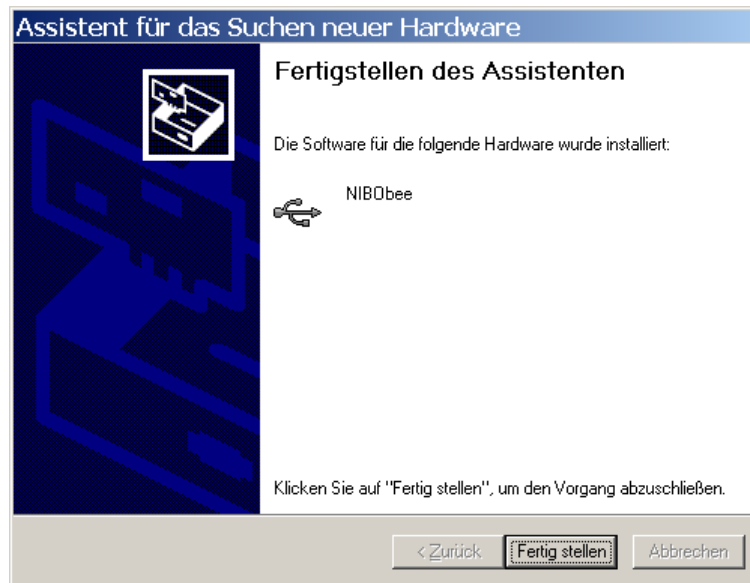 Assistent für das Suchen neuer Hardware
Fertigstellen des Assistenten
Die Software für die folgende Hardware wurde installiert:
NIBObee
Klicken Sie auf "Fertig stellen", um den Vorgang abzuschließen.
< Zurück
Fertig stellen
Abbrechen